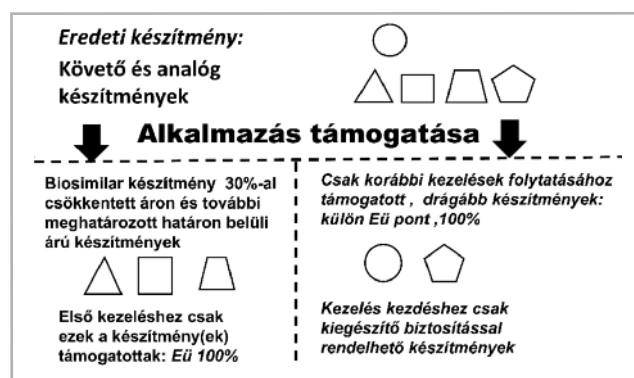 Eredeti készítmény:
Követő és analóg
készítmények
Alkalmazás támogatása
Biosimilar készítmény 30%-al
csökkentett áron és további
meghatározott határon belüli
árú készítmények
Első kezeléshez csak
ezek a készítmény(ek)
támogatottak: Eü 100%
Csak korábbi kezelések folytatásához
támogatott , drágább készítmények:
külön Eü pont ,100%
Kezelés kezdéshez csak
kiegészítő biztosítással
rendelhető készítmények